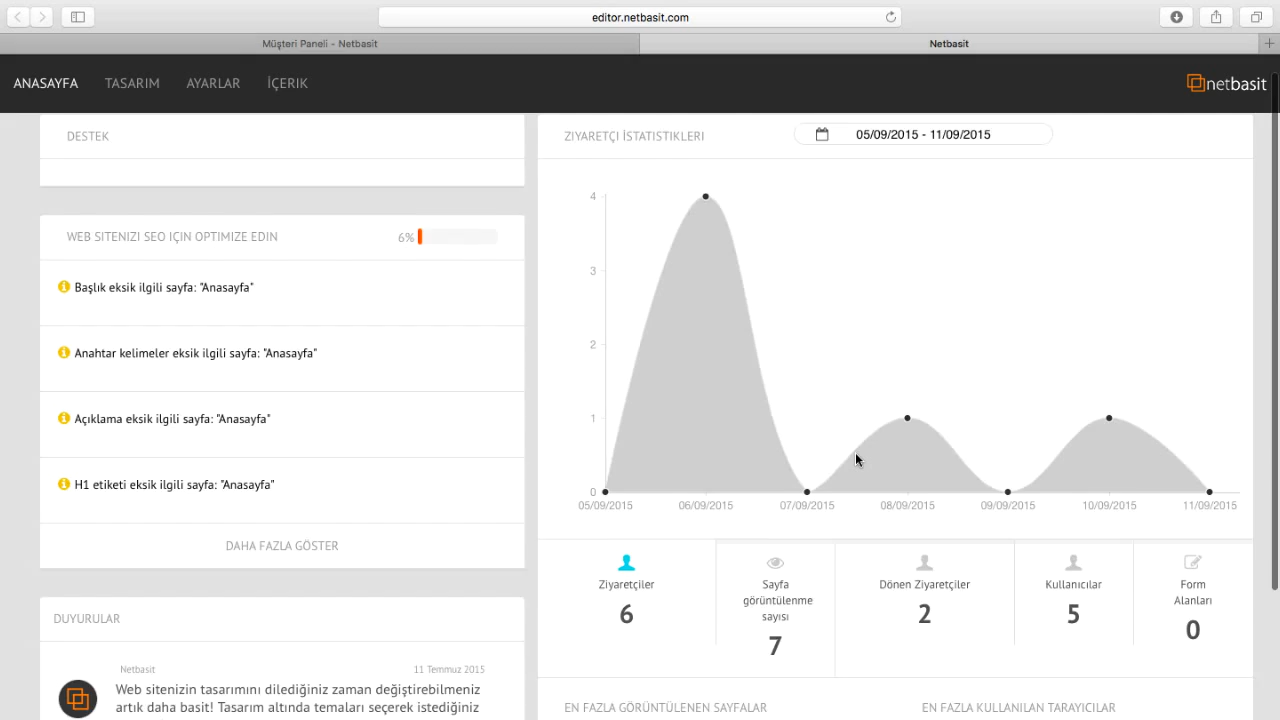 editor.netbasit.com
Müşteri Paneli - Netbasit
Netbasit
ANASAYFA TASARIM AYARLAR İÇERIK
netbasit
DESTEK
WEB SITENIZI SEO IÇIN OPTIMIZE EDIN 6%
Başlık eksik ilgili sayfa: "Anasayfa"
Anahtar kelimeler eksik ilgili sayfa: "Anasayfa"
Açıklama eksik ilgili sayfa: "Anasayfa"
H1 etiketi eksik ilgili sayfa: "Anasayfa"
DAHA FAZLA GÖSTER
DUYURULAR
Netbasit 11 Temmuz 2015
Web sitenizin tasarımını dilediğiniz zaman değiştirebilmeniz
artık daha basit! Tasarım altında temaları seçerek istediğiniz
ZIYARETÇI İSTATISTIKLERI 05/09/2015 - 11/09/2015
4
3
2
1
0
05/09/2015 06/09/2015 07/09/2015 08/09/2015 09/09/2015 10/09/2015 11/09/2015
Ziyaretçiler
6
Sayfa
görüntülenme
sayısı
7
Dönen Ziyaretçiler
2
Kullanıcılar
5
Form
Alanları
0
EN FAZLA GÖRÜNTÜLENEN SAYFALAR
EN FAZLA KULLANILAN TARAYICILAR